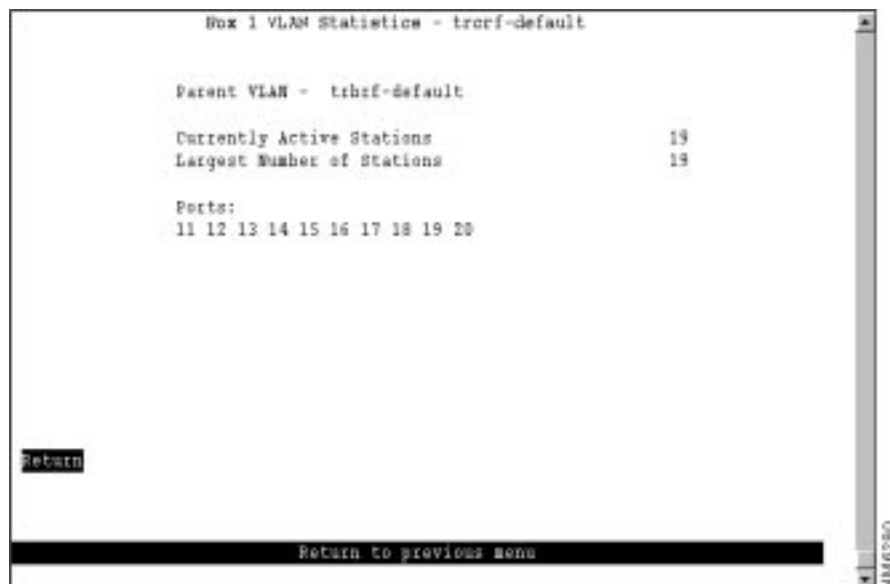 Box 1 VLAN Statistics - trcrf-default
Parent VLAN - trbrf-default
Currently Active Stations 19
Largest Number of Stations 19
Ports:
11 12 13 14 15 16 17 18 19 20
Return
Return to previous menu